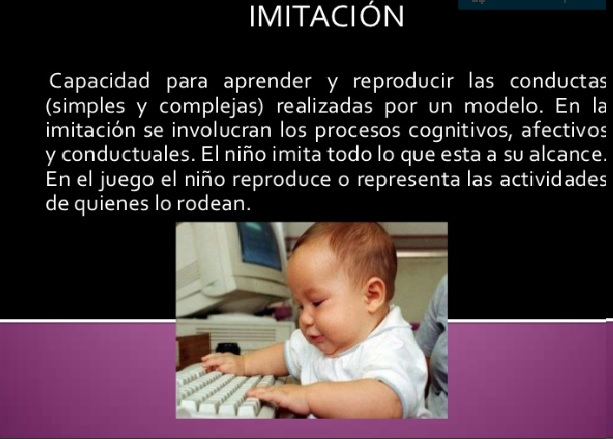 IMITACIÓN
Capacidad para aprender y reproducir las conductas
(simples y complejas) realizadas por un modelo. En la
imitación se involucran los procesos cognitivos, afectivos
y conductuales. El niño imita todo lo que esta a su alcance.
En el juego el niño reproduce o representa las actividades
de quienes lo rodean.